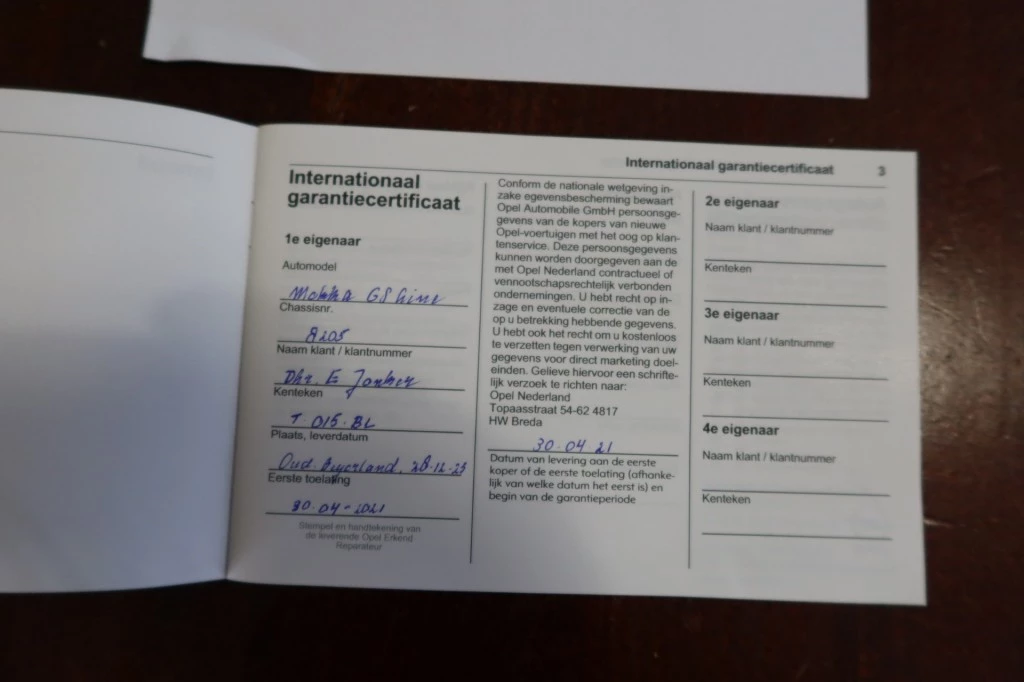 Internationaal garantiecertificaat 3
Internationaal
garantiecertificaat
1e eigenaar
Automodel
Mokka GS Line
Chassisnr.
8205
Naam klant / klantnummer
Dhr. E Jonker
Kenteken
T-015-BL
Plaats, leverdatum
Oud-Beyerland, 28-12-23
Eerste toelating
30-04-2021
Stempel en handtekening van
de leverende Opel Erkend
Reparateur
Conform de nationale wetgeving in-
zake egevensbescherming bewaart
Opel Automobile GmbH persoonsge-
gevens van de kopers van nieuwe
Opel-voertuigen met het oog op klan-
tenservice. Deze persoonsgegevens
kunnen worden doorgegeven aan de
met Opel Nederland contractueel of
vennootschapsrechtelijk verbonden
ondernemingen. U hebt recht op in-
zage en eventuele correctie van de
op u betrekking hebbende gegevens.
U hebt ook het recht om u kostenloos
te verzetten tegen verwerking van uw
gegevens voor direct marketing doel-
einden. Gelieve hiervoor een schrifte-
lijk verzoek te richten naar:
Opel Nederland
Topaasstraat 54-62 4817
HW Breda
30-04 21
Datum van levering aan de eerste
koper of de eerste toelating (afhanke-
lijk van welke datum het eerst is) en
begin van de garantieperiode
2e eigenaar
Naam klant / klantnummer
Kenteken
3e eigenaar
Naam klant / klantnummer
Kenteken
4e eigenaar
Naam klant / klantnummer
Kenteken